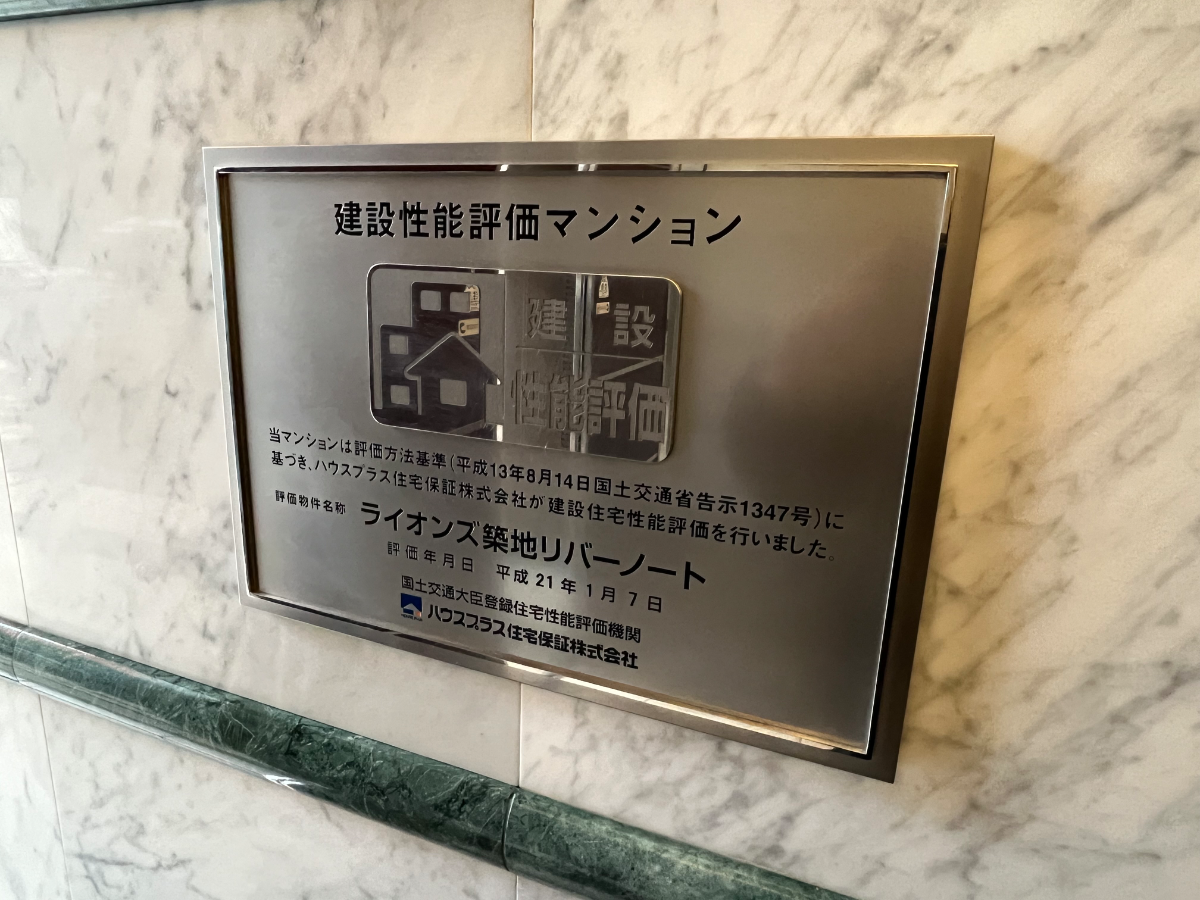 建設性能評価マンション
建設
性能評価
当マンションは評価方法基準(平成13年8月14日国土交通省告示1347号)に
基づき、ハウスプラス住宅保証株式会社が建設住宅性能評価を行いました。
評価物件名称 ライオンズ築地リバーノート
評価年月日 平成21年1月7日
国土交通大臣登録住宅性能評価機関
ハウスプラス住宅保証株式会社